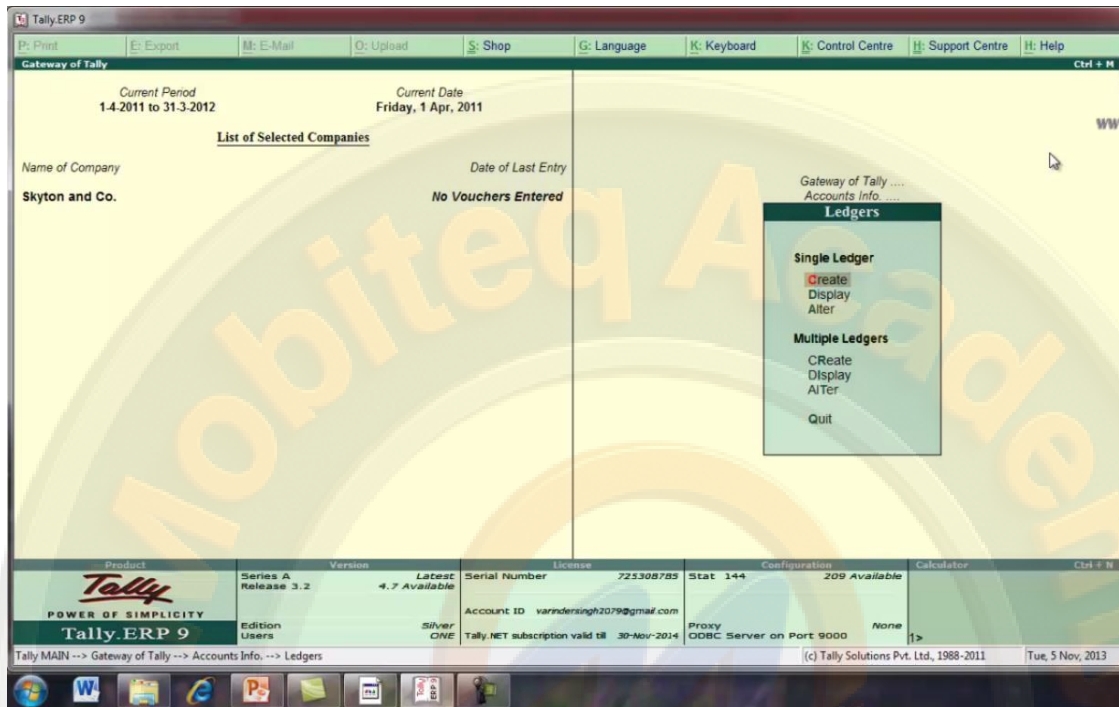 Tally.ERP 9
P: Print E: Export M: E-Mail O: Upload S: Shop G: Language K: Keyboard K: Control Centre H: Support Centre H: Help
Gateway of Tally Ctrl + M
Current Period Current Date
1-4-2011 to 31-3-2012 Friday, 1 Apr, 2011
List of Selected Companies
Name of Company Date of Last Entry
Skyton and Co. No Vouchers Entered
Gateway of Tally ....
Accounts Info. ....
Ledgers
Single Ledger
Create
Display
Alter
Multiple Ledgers
CReate
DIsplay
AlTer
Quit
Mobiteq Academ
Product Version License Configuration Calculator Ctrl + N
Tally
POWER OF SIMPLICITY
Tally.ERP 9
Series A Latest
Release 3.2 4.7 Available
Edition Silver
Users ONE
Serial Number 725308785
Account ID varindersingh2079@gmail.com
Tally.NET subscription valid till 30-Nov-2014
Stat 144 209 Available
Proxy None
ODBC Server on Port 9000
1>
Tally MAIN --> Gateway of Tally --> Accounts Info. --> Ledgers (c) Tally Solutions Pvt. Ltd., 1988-2011 Tue, 5 Nov, 2013